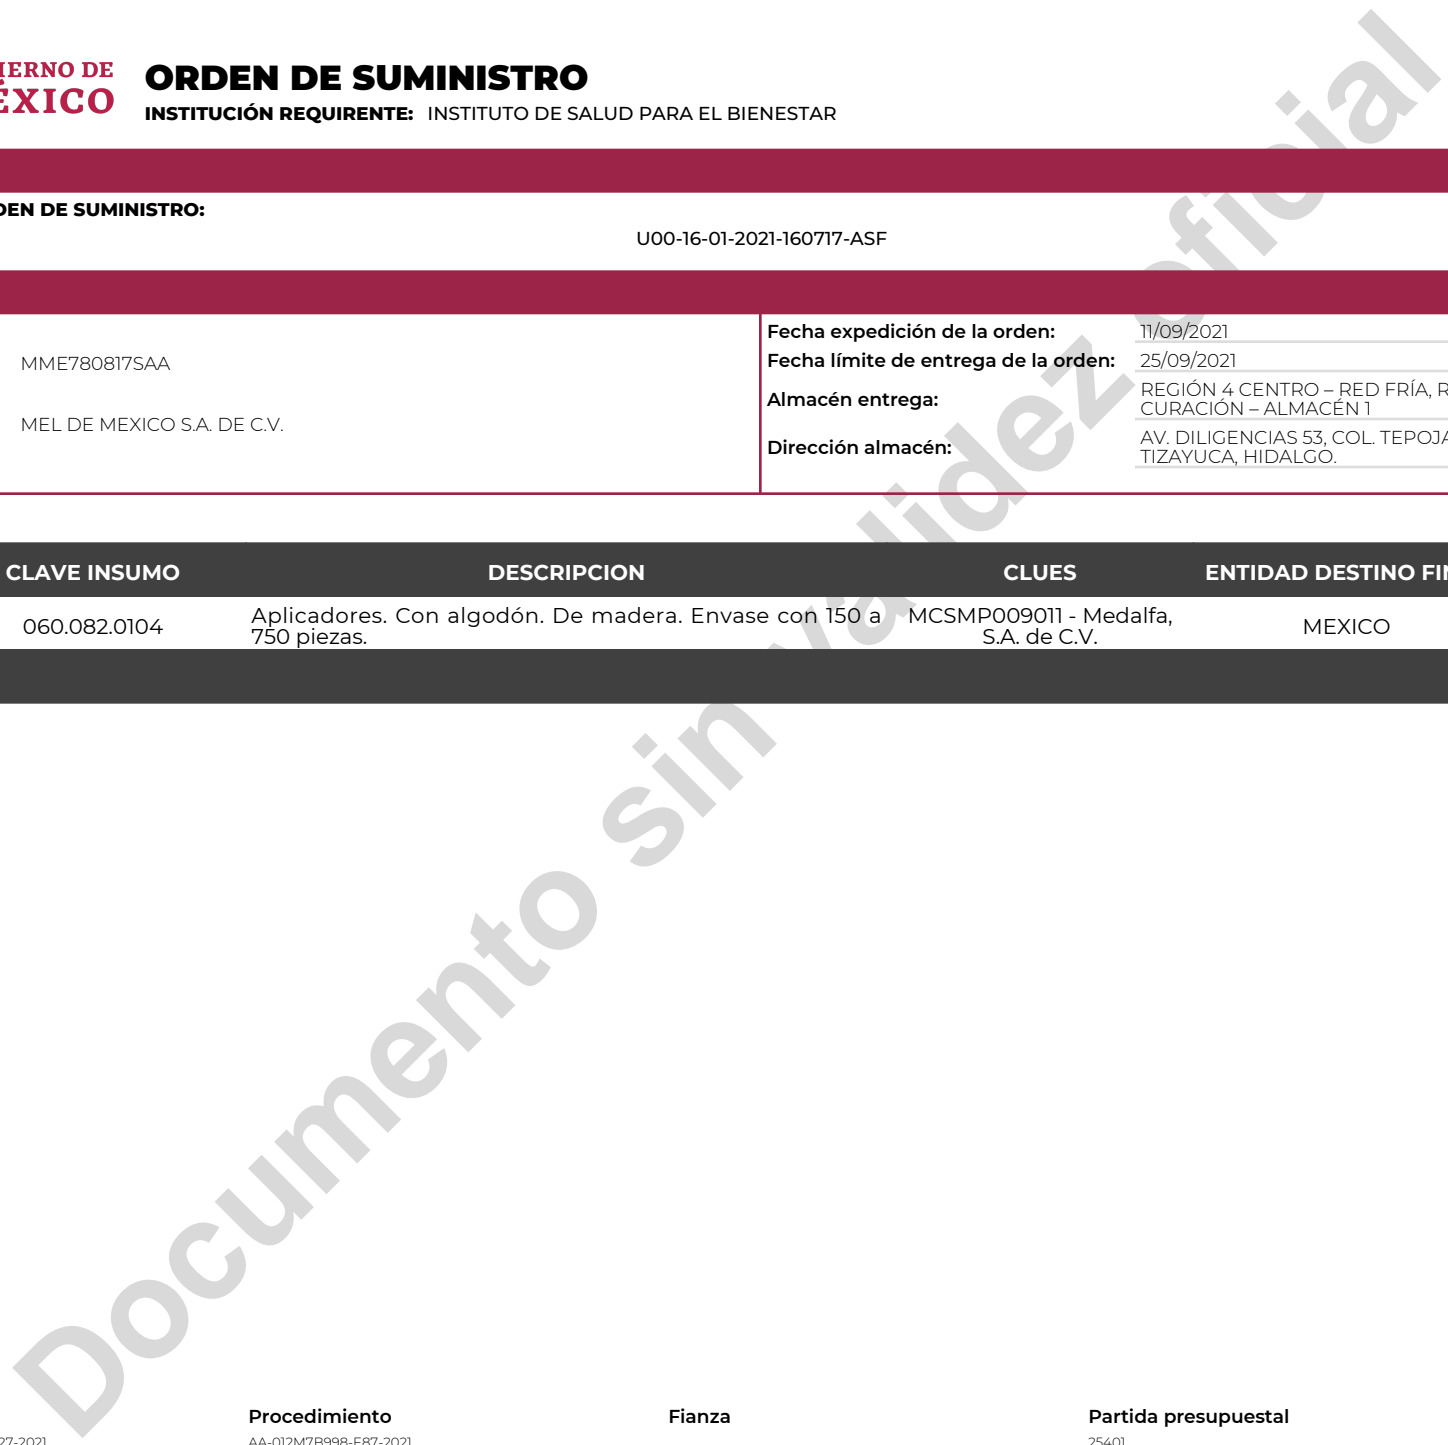 IERNO DE
ÉXICO
ORDEN DE SUMINISTRO
INSTITUCIÓN REQUIRENTE: INSTITUTO DE SALUD PARA EL BIENESTAR
DEN DE SUMINISTRO:
U00-16-01-2021-160717-ASF
MME780817SAA
MEL DE MEXICO S.A. DE C.V.
Fecha expedición de la orden: 11/09/2021
Fecha límite de entrega de la orden: 25/09/2021
Almacén entrega: REGIÓN 4 CENTRO – RED FRÍA, R
CURACIÓN – ALMACÉN 1
Dirección almacén: AV. DILIGENCIAS 53, COL. TEPOJA
TIZAYUCA, HIDALGO.
CLAVE INSUMO DESCRIPCION CLUES ENTIDAD DESTINO FIN
060.082.0104 Aplicadores. Con algodón. De madera. Envase con 150 a MCSMP009011 - Medalfa, MEXICO
750 piezas. S.A. de C.V.
Documento sin validez oficial
Procedimiento Fianza Partida presupuestal
27-2021 AA-012M7B998-E87-2021 25401